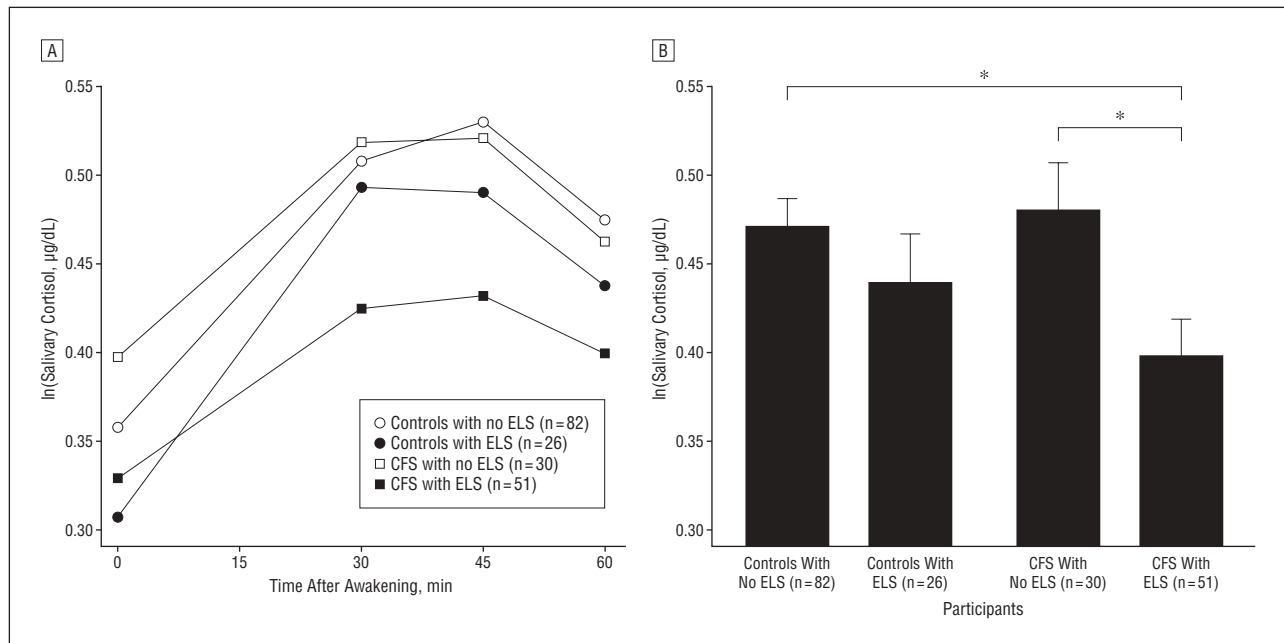 A
0.55
0.50
0.45
0.40
0.35
0.30
ln(Salivary Cortisol, µg/dL)
0 15 30 45 60
Time After Awakening, min
○ Controls with no ELS (n=82)
● Controls with ELS (n=26)
□ CFS with no ELS (n=30)
■ CFS with ELS (n=51)
B
0.55
0.50
0.45
0.40
0.35
0.30
ln(Salivary Cortisol, µg/dL)
*
*
Controls With
No ELS (n=82)
Controls With
ELS (n=26)
CFS With
No ELS (n=30)
CFS With
ELS (n=51)
Participants